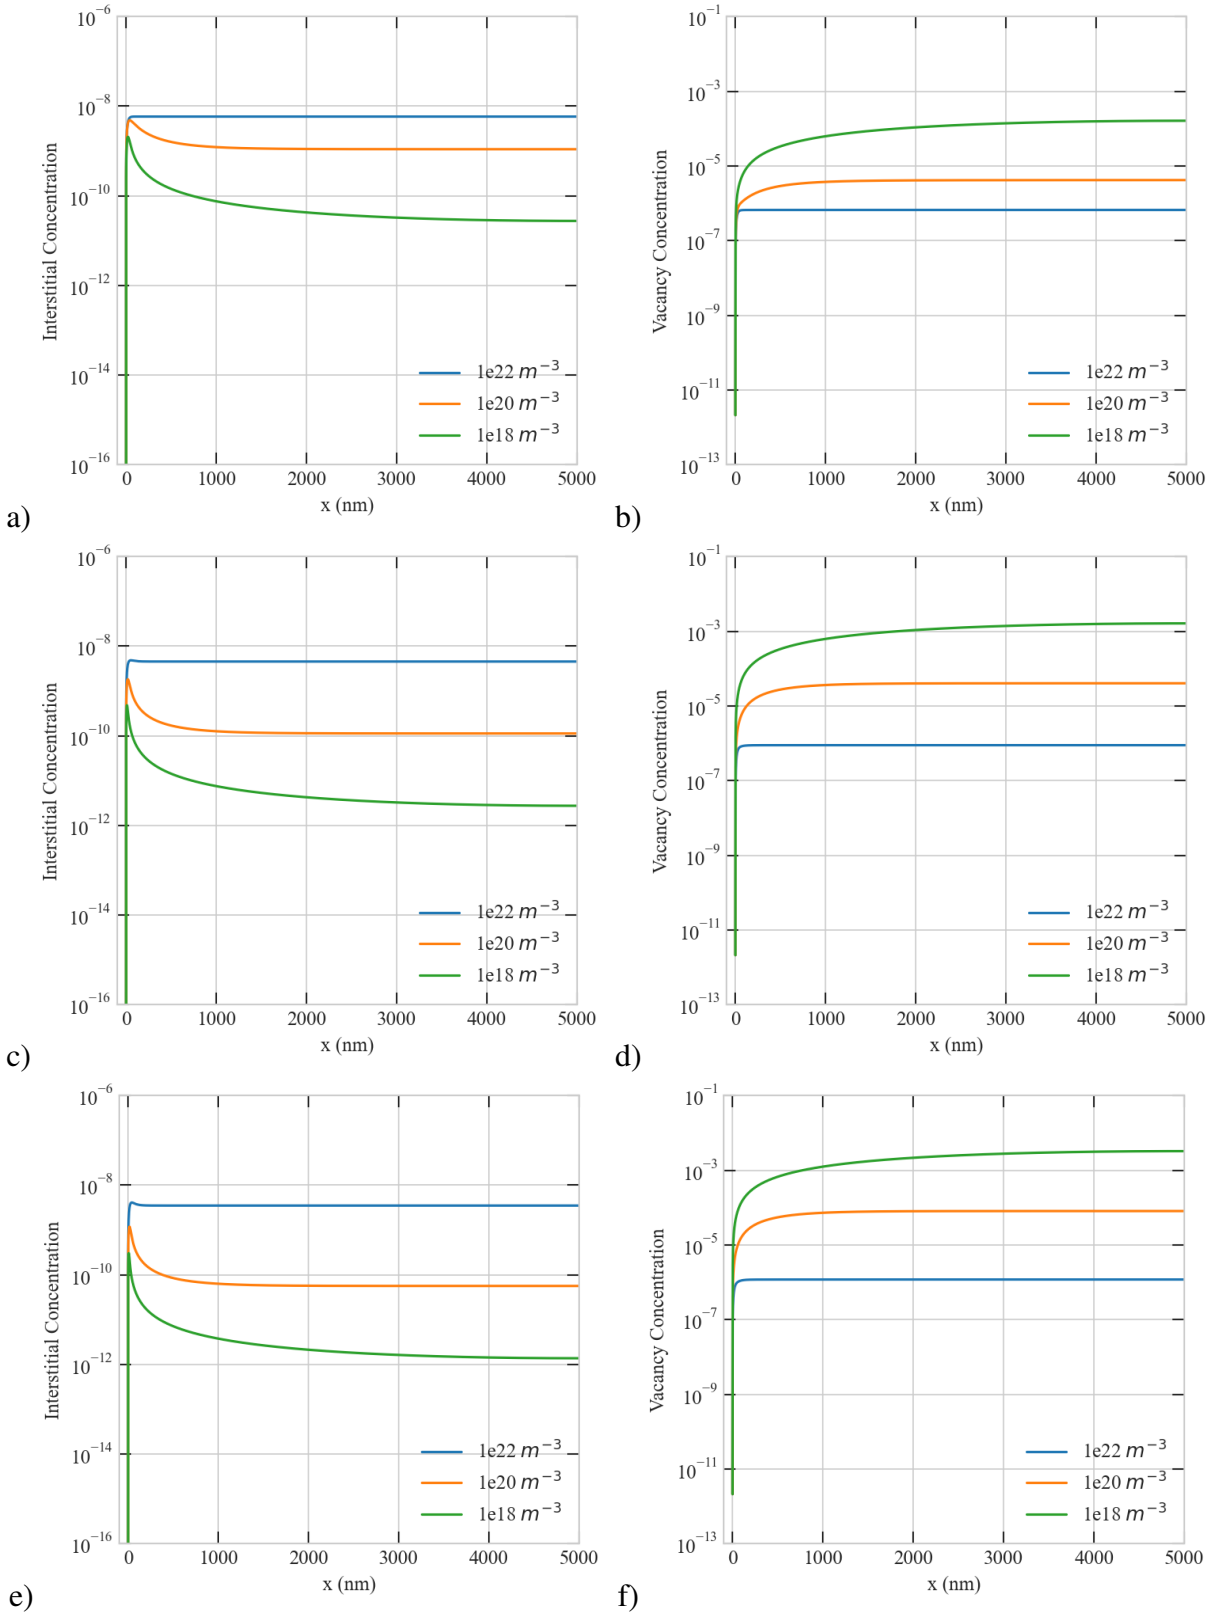 10⁻⁶
10⁻⁸
10⁻¹⁰
10⁻¹²
10⁻¹⁴
10⁻¹⁶
Interstitial Concentration
1e22 m⁻³
1e20 m⁻³
1e18 m⁻³
0 1000 2000 3000 4000 5000
x (nm)
a)
10⁻¹
10⁻³
10⁻⁵
10⁻⁷
10⁻⁹
10⁻¹¹
10⁻¹³
Vacancy Concentration
1e22 m⁻³
1e20 m⁻³
1e18 m⁻³
0 1000 2000 3000 4000 5000
x (nm)
b)
10⁻⁶
10⁻⁸
10⁻¹⁰
10⁻¹²
10⁻¹⁴
10⁻¹⁶
Interstitial Concentration
1e22 m⁻³
1e20 m⁻³
1e18 m⁻³
0 1000 2000 3000 4000 5000
x (nm)
c)
10⁻¹
10⁻³
10⁻⁵
10⁻⁷
10⁻⁹
10⁻¹¹
10⁻¹³
Vacancy Concentration
1e22 m⁻³
1e20 m⁻³
1e18 m⁻³
0 1000 2000 3000 4000 5000
x (nm)
d)
10⁻⁶
10⁻⁸
10⁻¹⁰
10⁻¹²
10⁻¹⁴
10⁻¹⁶
Interstitial Concentration
1e22 m⁻³
1e20 m⁻³
1e18 m⁻³
0 1000 2000 3000 4000 5000
x (nm)
e)
10⁻¹
10⁻³
10⁻⁵
10⁻⁷
10⁻⁹
10⁻¹¹
10⁻¹³
Vacancy Concentration
1e22 m⁻³
1e20 m⁻³
1e18 m⁻³
0 1000 2000 3000 4000 5000
x (nm)
f)